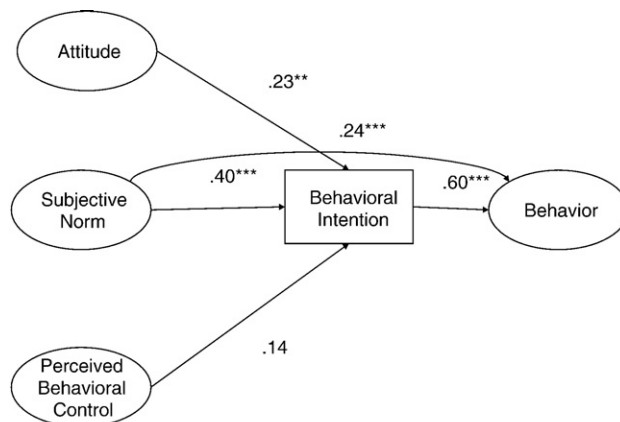 Attitude
.23**
.24***
.40***
.60***
Subjective
Norm
Behavioral
Intention
Behavior
.14
Perceived
Behavioral
Control